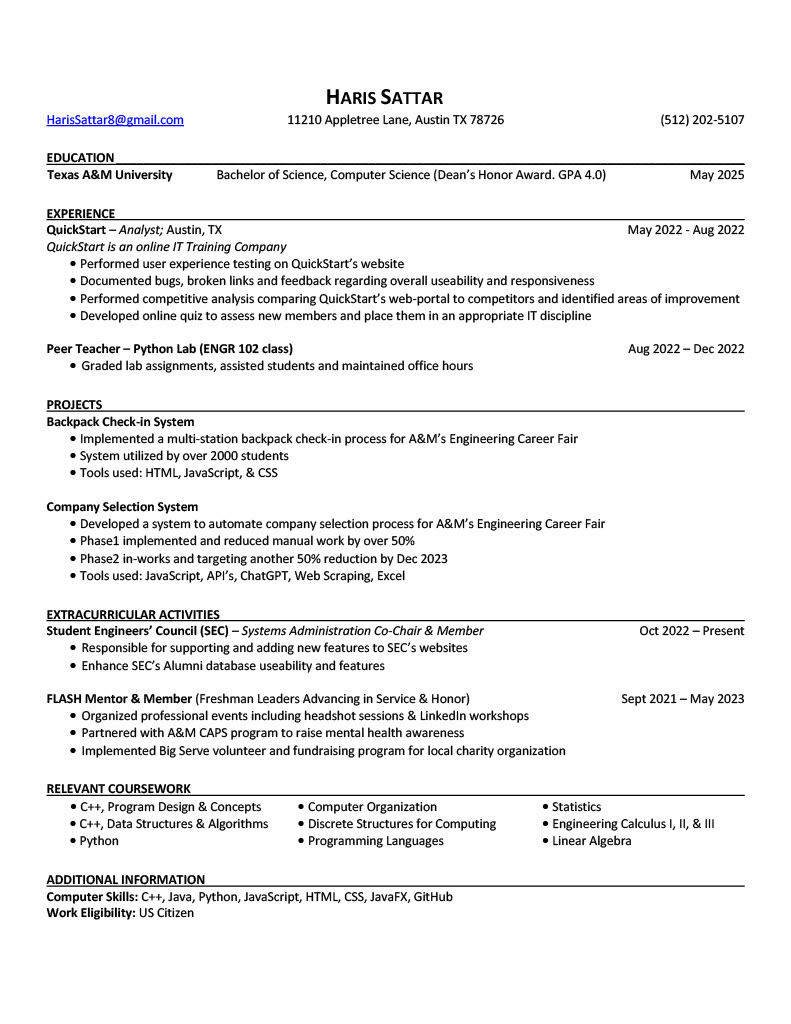 HARIS SATTAR
HarisSattar8@gmail.com 11210 Appletree Lane, Austin TX 78726 (512) 202-5107
EDUCATION
Texas A&M University Bachelor of Science, Computer Science (Dean's Honor Award. GPA 4.0) May 2025
EXPERIENCE
QuickStart – Analyst; Austin, TX May 2022 - Aug 2022
QuickStart is an online IT Training Company
• Performed user experience testing on QuickStart's website
• Documented bugs, broken links and feedback regarding overall useability and responsiveness
• Performed competitive analysis comparing QuickStart's web-portal to competitors and identified areas of improvement
• Developed online quiz to assess new members and place them in an appropriate IT discipline
Peer Teacher – Python Lab (ENGR 102 class) Aug 2022 – Dec 2022
• Graded lab assignments, assisted students and maintained office hours
PROJECTS
Backpack Check-in System
• Implemented a multi-station backpack check-in process for A&M's Engineering Career Fair
• System utilized by over 2000 students
• Tools used: HTML, JavaScript, & CSS
Company Selection System
• Developed a system to automate company selection process for A&M's Engineering Career Fair
• Phase1 implemented and reduced manual work by over 50%
• Phase2 in-works and targeting another 50% reduction by Dec 2023
• Tools used: JavaScript, API's, ChatGPT, Web Scraping, Excel
EXTRACURRICULAR ACTIVITIES
Student Engineers' Council (SEC) – Systems Administration Co-Chair & Member Oct 2022 – Present
• Responsible for supporting and adding new features to SEC's websites
• Enhance SEC's Alumni database useability and features
FLASH Mentor & Member (Freshman Leaders Advancing in Service & Honor) Sept 2021 – May 2023
• Organized professional events including headshot sessions & LinkedIn workshops
• Partnered with A&M CAPS program to raise mental health awareness
• Implemented Big Serve volunteer and fundraising program for local charity organization
RELEVANT COURSEWORK
• C++, Program Design & Concepts • Computer Organization • Statistics
• C++, Data Structures & Algorithms • Discrete Structures for Computing • Engineering Calculus I, II, & III
• Python • Programming Languages • Linear Algebra
ADDITIONAL INFORMATION
Computer Skills: C++, Java, Python, JavaScript, HTML, CSS, JavaFX, GitHub
Work Eligibility: US Citizen